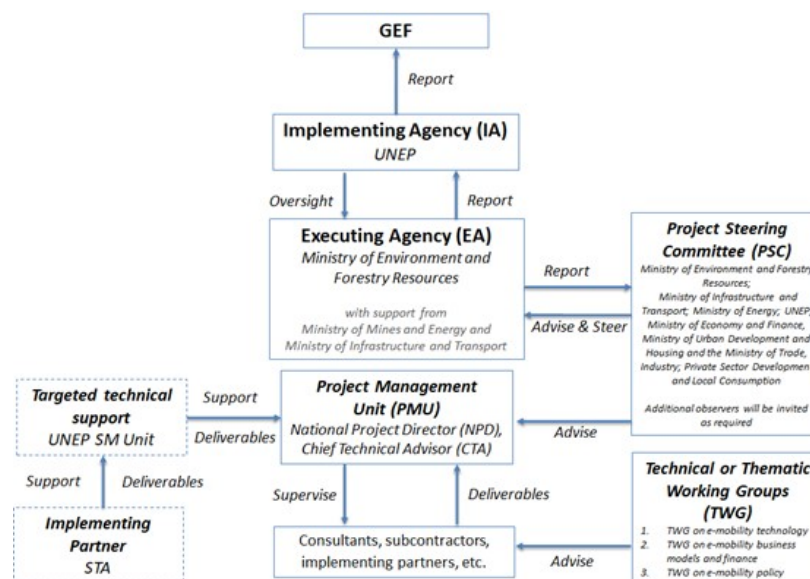 GEF
Report
Implementing Agency (IA)
UNEP
Oversight
Report
Executing Agency (EA)
Ministry of Environment and
Forestry Resources
with support from
Ministry of Mines and Energy and
Ministry of Infrastructure and Transport
Report
Advise & Steer
Project Steering
Committee (PSC)
Ministry of Environment and Forestry
Resources;
Ministry of Infrastructure and
Transport; Ministry of Energy; UNEP,
Ministry of Economy and Finance,
Ministry of Urban Development and
Housing and the Ministry of Trade,
Industry; Private Sector Development
and Local Consumption
Additional observers will be invited
as required
Targeted technical
support
UNEP SM Unit
Support
Deliverables
Project Management
Unit (PMU)
National Project Director (NPD),
Chief Technical Advisor (CTA)
Advise
Support
Deliverables
Supervise
Deliverables
Implementing
Partner
STA
Consultants, subcontractors,
implementing partners, etc.
Advise
Technical or Thematic
Working Groups
(TWG)
1. TWG on e-mobility technology
2. TWG on e-mobility business
models and finance
3. TWG on e-mobility policy